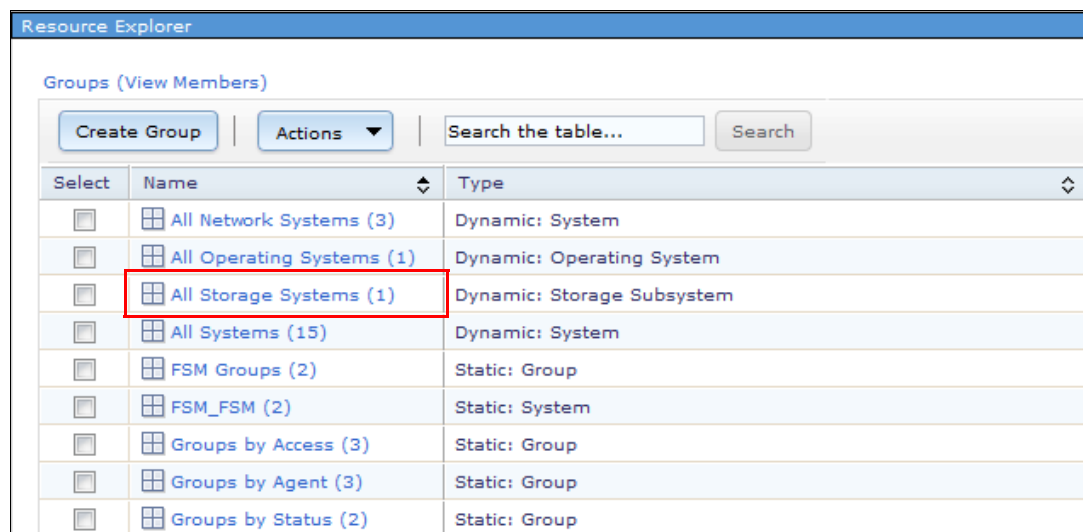 Resource Explorer
Groups (View Members)
Create Group Actions Search the table... Search
Select Name Type
All Network Systems (3) Dynamic: System
All Operating Systems (1) Dynamic: Operating System
All Storage Systems (1) Dynamic: Storage Subsystem
All Systems (15) Dynamic: System
FSM Groups (2) Static: Group
FSM_FSM (2) Static: System
Groups by Access (3) Static: Group
Groups by Agent (3) Static: Group
Groups by Status (2) Static: Group